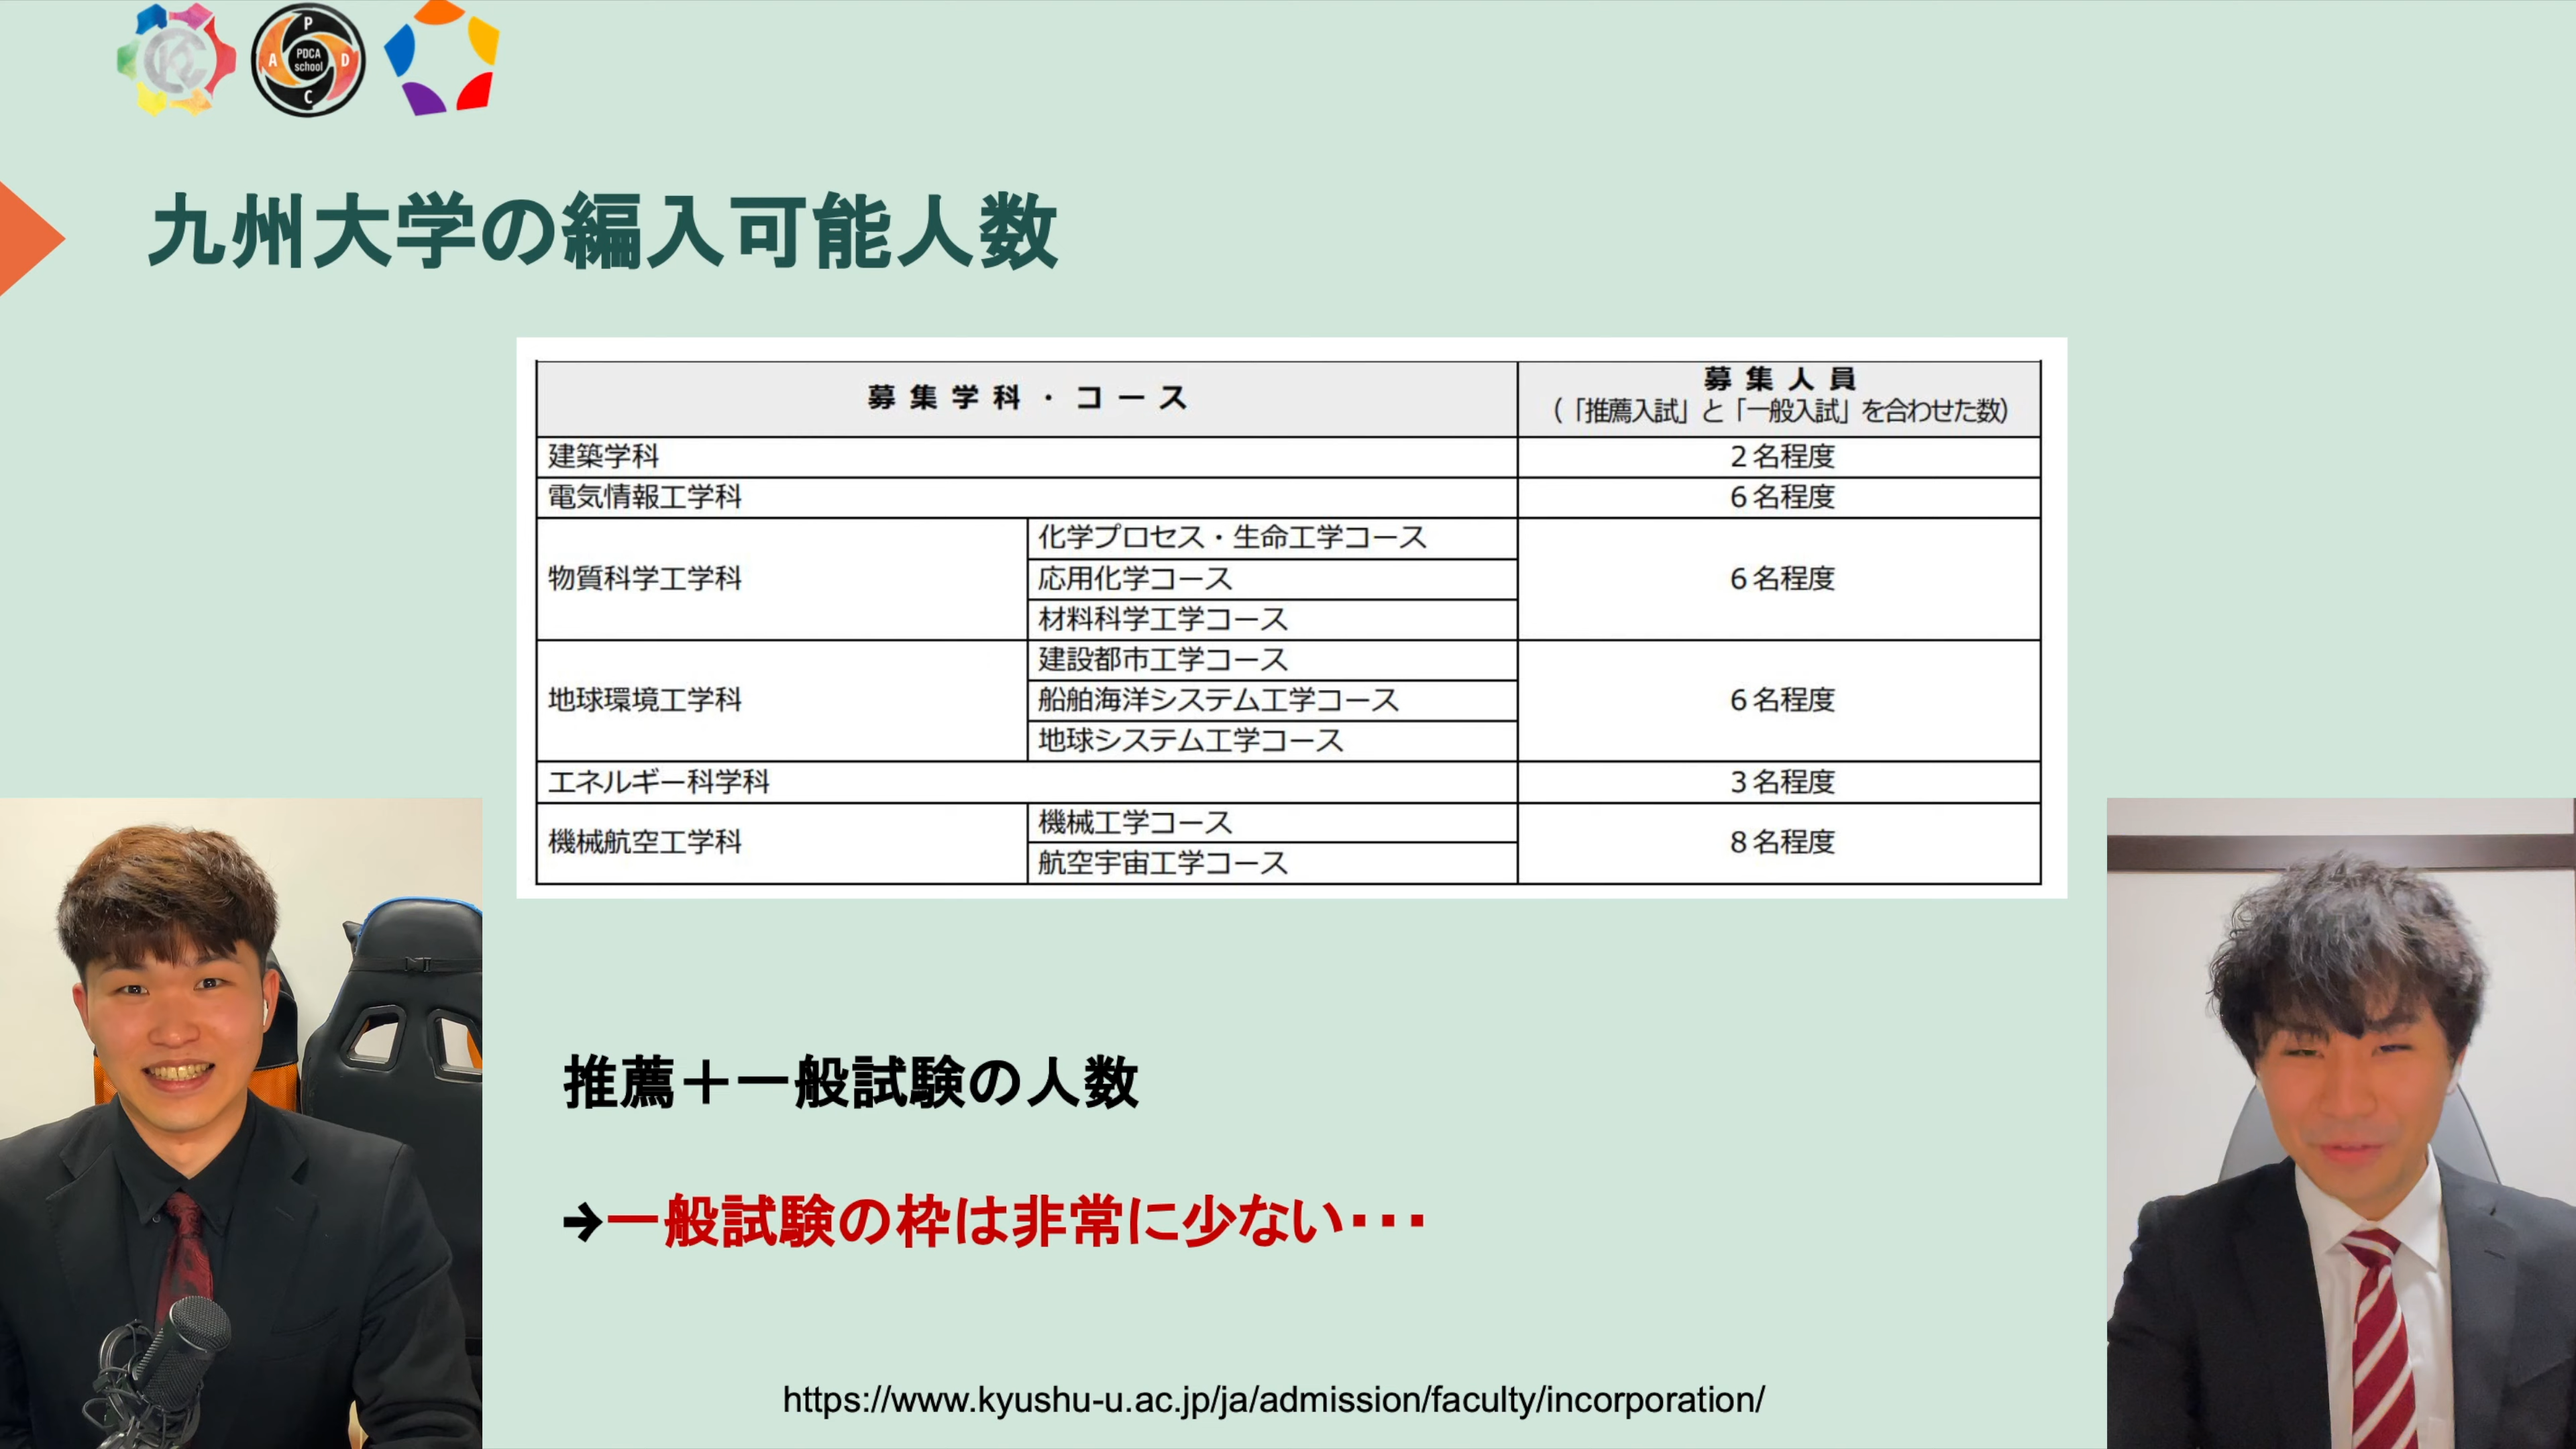 P
A PDCA D
school
C
九州大学の編入可能人数
募集学科・コース 募集人員
(「推薦入試」と「一般入試」を合わせた数)
建築学科 2名程度
電気情報工学科 6名程度
物質科学工学科 化学プロセス・生命工学コース 6名程度
応用化学コース
材料科学工学コース
地球環境工学科 建設都市工学コース 6名程度
船舶海洋システム工学コース
地球システム工学コース
エネルギー科学科 3名程度
機械航空工学科 機械工学コース 8名程度
航空宇宙工学コース
推薦＋一般試験の人数
➔一般試験の枠は非常に少ない･･･
https://www.kyushu-u.ac.jp/ja/admission/faculty/incorporation/